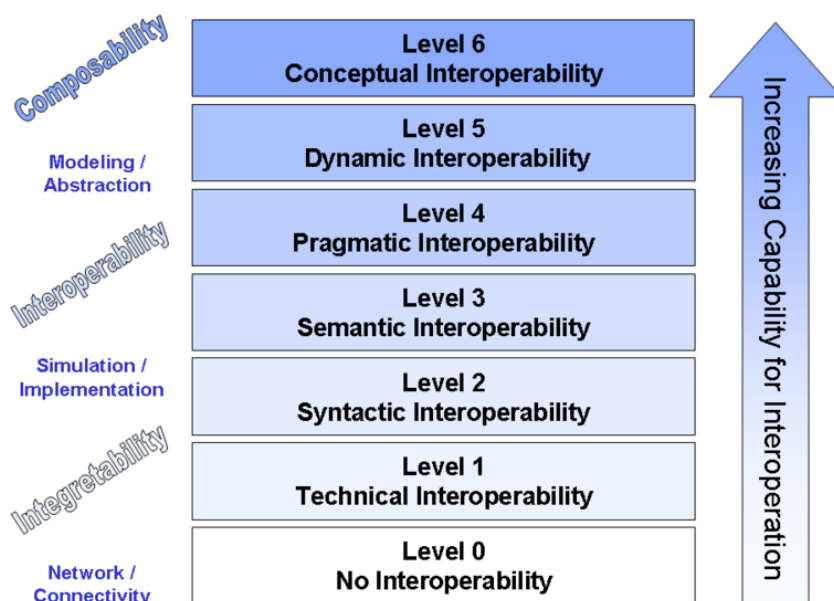 Composability
Modeling /
Abstraction
Interoperability
Simulation /
Implementation
Integretability
Network /
Connectivity
Level 6
Conceptual Interoperability
Level 5
Dynamic Interoperability
Level 4
Pragmatic Interoperability
Level 3
Semantic Interoperability
Level 2
Syntactic Interoperability
Level 1
Technical Interoperability
Level 0
No Interoperability
Increasing Capability for Interoperation